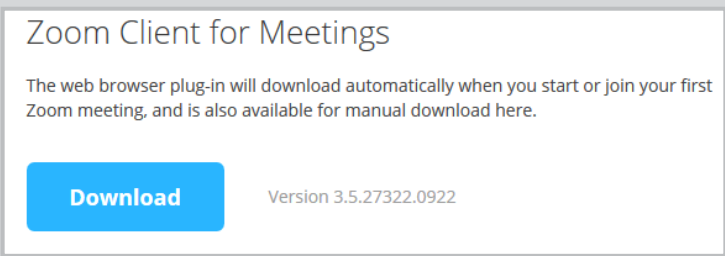 Zoom Client for Meetings
The web browser plug-in will download automatically when you start or join your first
Zoom meeting, and is also available for manual download here.
Download
Version 3.5.27322.0922